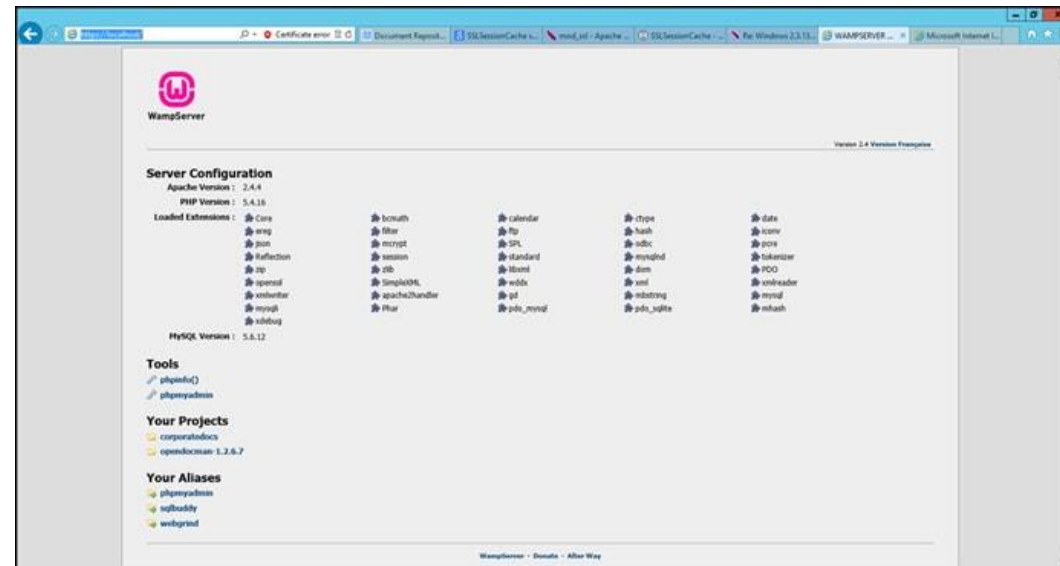 https://localhost/
Certificate error
Document Reposit...
SSLSessionCache s...
mod_ssl - Apache ...
SSLSessionCache - ...
Re: Windows 2.3.13...
WAMPSERVER ...
Microsoft Internet I...
WampServer
Version 2.4 Version Française
Server Configuration
Apache Version : 2.4.4
PHP Version : 5.4.16
Loaded Extensions : Core bcmath calendar ctype date
ereg filter ftp hash iconv
json mcrypt SPL odbc pcre
Reflection session standard mysqlnd tokenizer
zip zlib libxml dom PDO
openssl SimpleXML wddx xml xmlreader
xmlwriter apache2handler gd mbstring mysql
mysqli Phar pdo_mysql pdo_sqlite mhash
xdebug
MySQL Version : 5.6.12
Tools
phpinfo()
phpmyadmin
Your Projects
corporatedocs
opendocman-1.2.6.7
Your Aliases
phpmyadmin
sqlbuddy
webgrind
WampServer - Donate - Alter Way